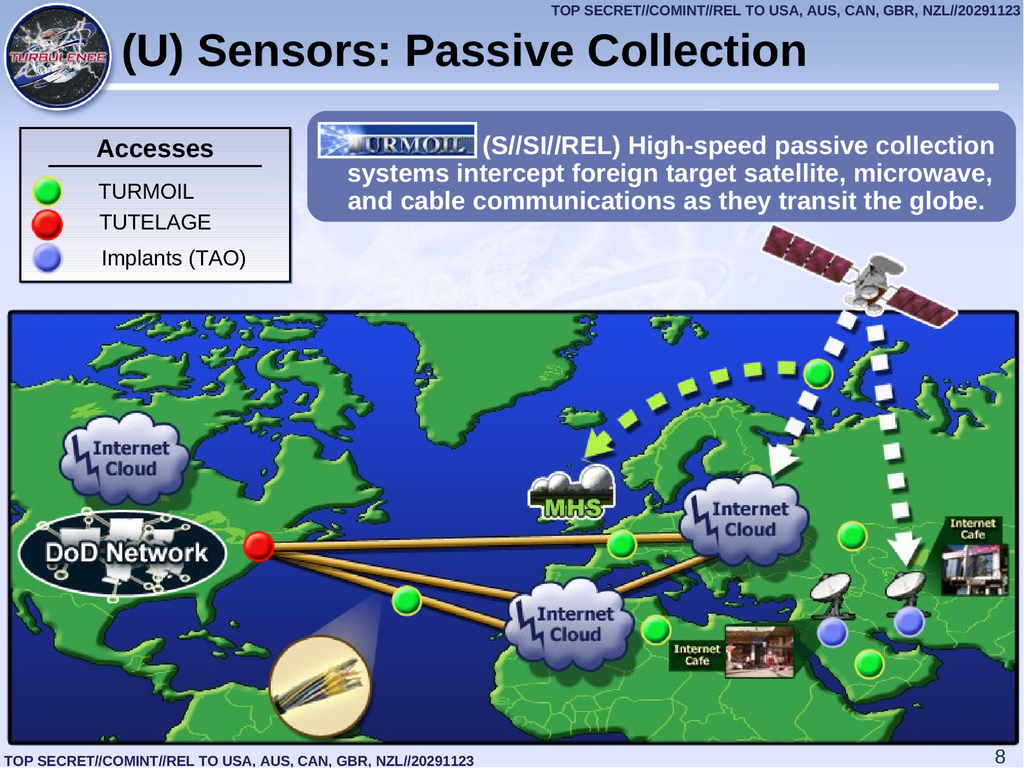 TOP SECRET//COMINT//REL TO USA, AUS, CAN, GBR, NZL//20291123
TURBULENCE
(U) Sensors: Passive Collection
Accesses
TURMOIL
TUTELAGE
Implants (TAO)
TURMOIL (S//SI//REL) High-speed passive collection
systems intercept foreign target satellite, microwave,
and cable communications as they transit the globe.
Internet
Cloud
DoD Network
MHS
Internet
Cloud
Internet
Cafe
Internet
Cloud
Internet
Cafe
TOP SECRET//COMINT//REL TO USA, AUS, CAN, GBR, NZL//20291123
8